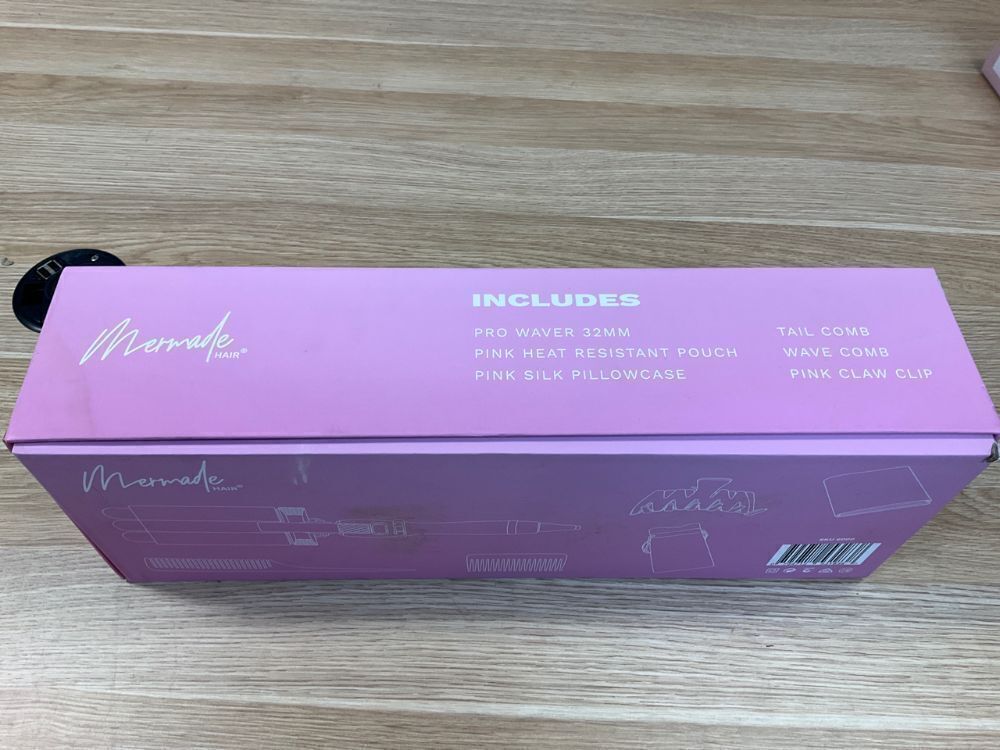 Mermade
HAIR®
INCLUDES
PRO WAVER 32MM
PINK HEAT RESISTANT POUCH
PINK SILK PILLOWCASE
TAIL COMB
WAVE COMB
PINK CLAW CLIP
Mermade
HAIR®
SKU